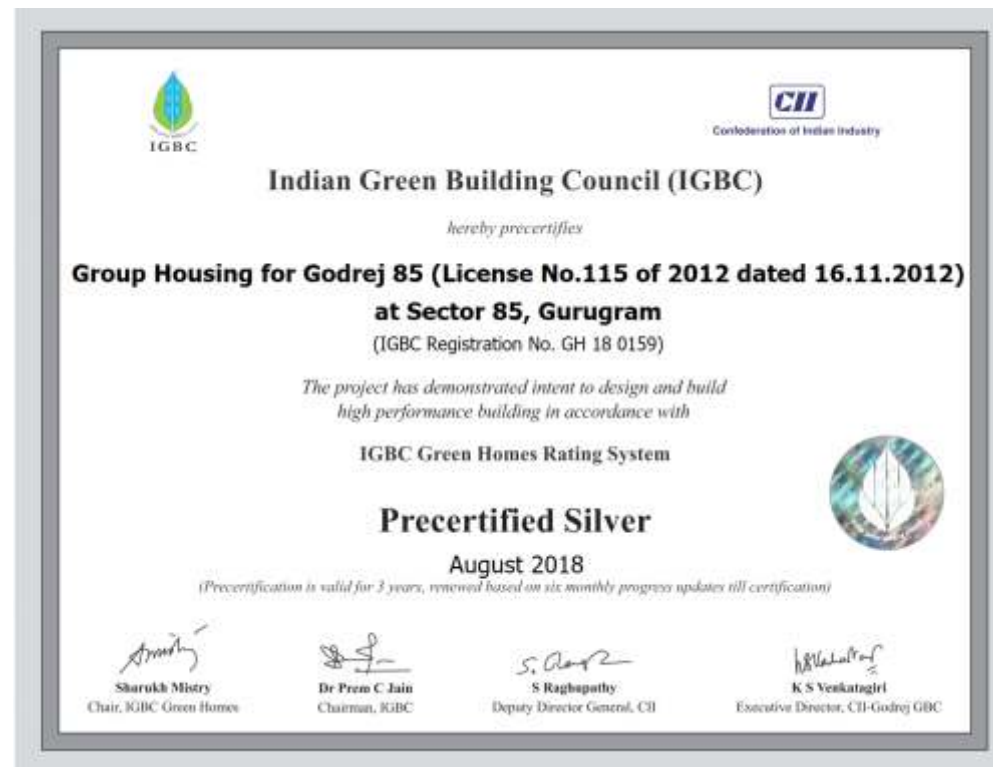 IGBC
CII
Confederation of Indian Industry
Indian Green Building Council (IGBC)
hereby precertifies
Group Housing for Godrej 85 (License No.115 of 2012 dated 16.11.2012)
at Sector 85, Gurugram
(IGBC Registration No. GH 18 0159)
The project has demonstrated intent to design and build
high performance building in accordance with
IGBC Green Homes Rating System
Precertified Silver
August 2018
(Precertification is valid for 3 years, renewed based on six monthly progress updates till certification)
Sharukh Mistry
Chair, IGBC Green Homes
Dr Prem C Jain
Chairman, IGBC
S Raghupathy
Deputy Director General, CII
K S Venkatagiri
Executive Director, CII-Godrej GBC